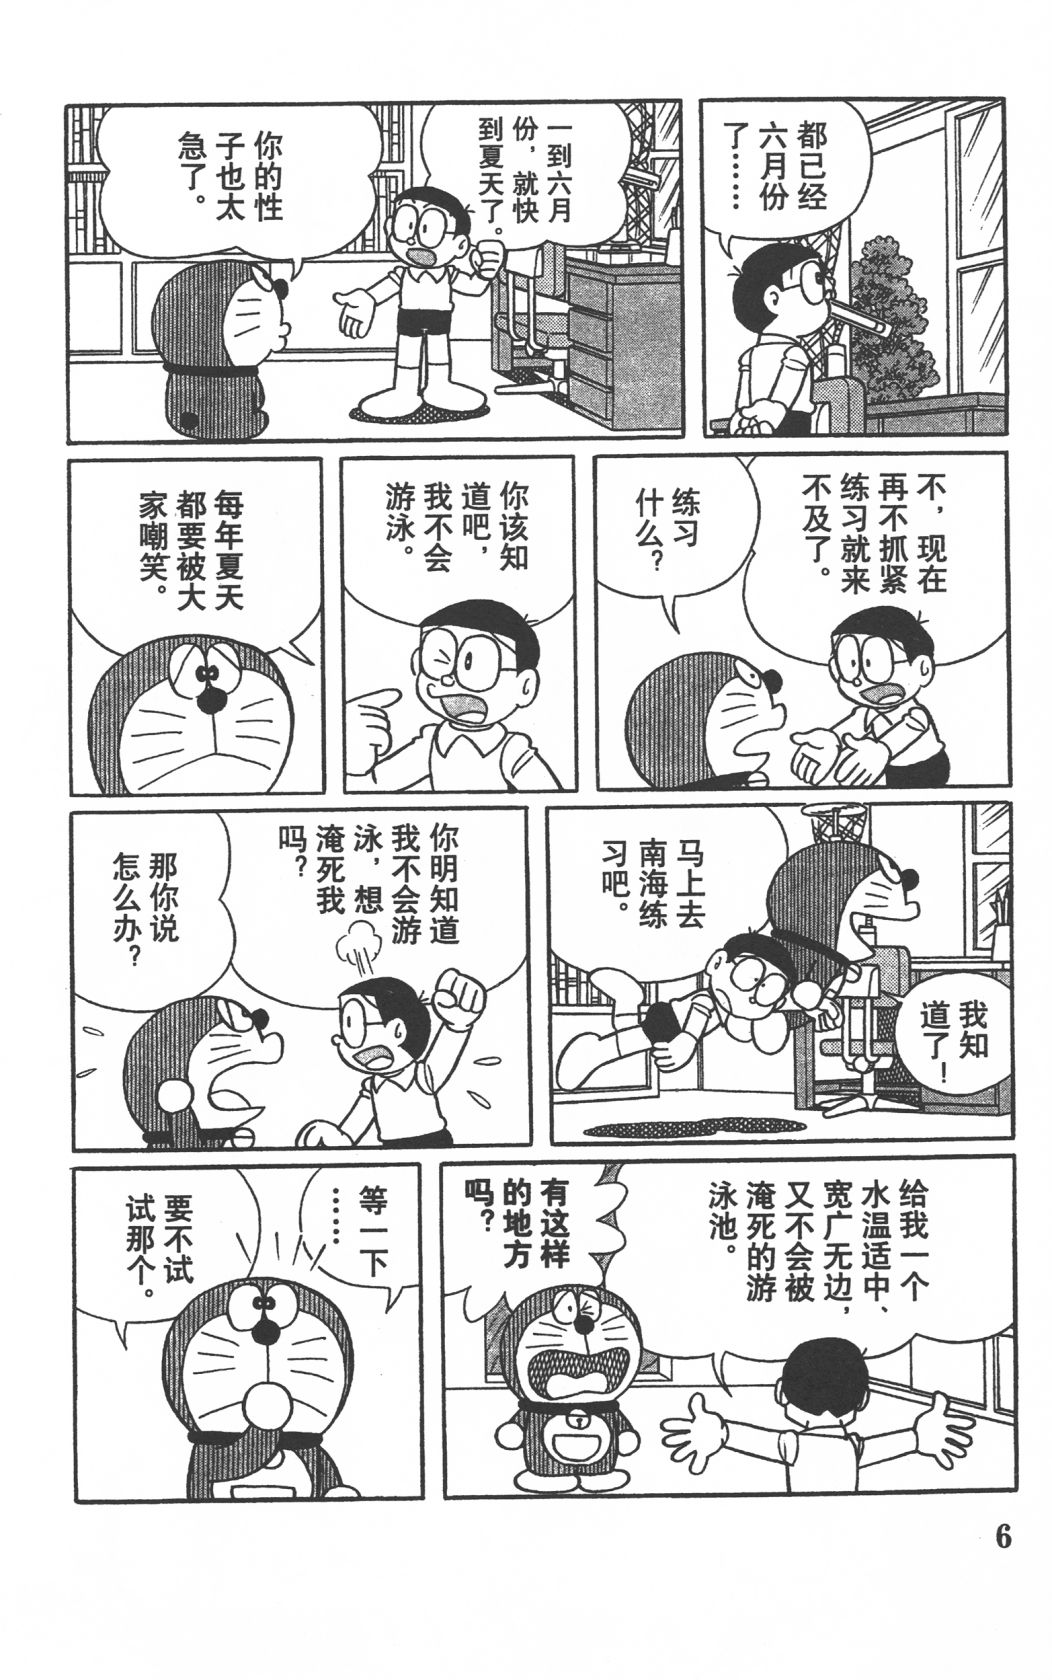 都已经
六月份
了……
一到六月
份，就快
到夏天了。
你的性
子也太
急了。
不，现在
再不抓紧
练习就来
不及了。
练习
什么？
你该知
道吧，
我不会
游泳。
每年夏天
都要被大
家嘲笑。
马上去
南海练
习吧。
我知
道了！
你明知道
我不会游
泳，想
淹死我
吗？
那你说
怎么办？
给我一个
水温适中、
宽广无边，
又不会被
淹死的游
泳池。
有这样
的地方
吗？
等一下
……
要不试
试那个。
6